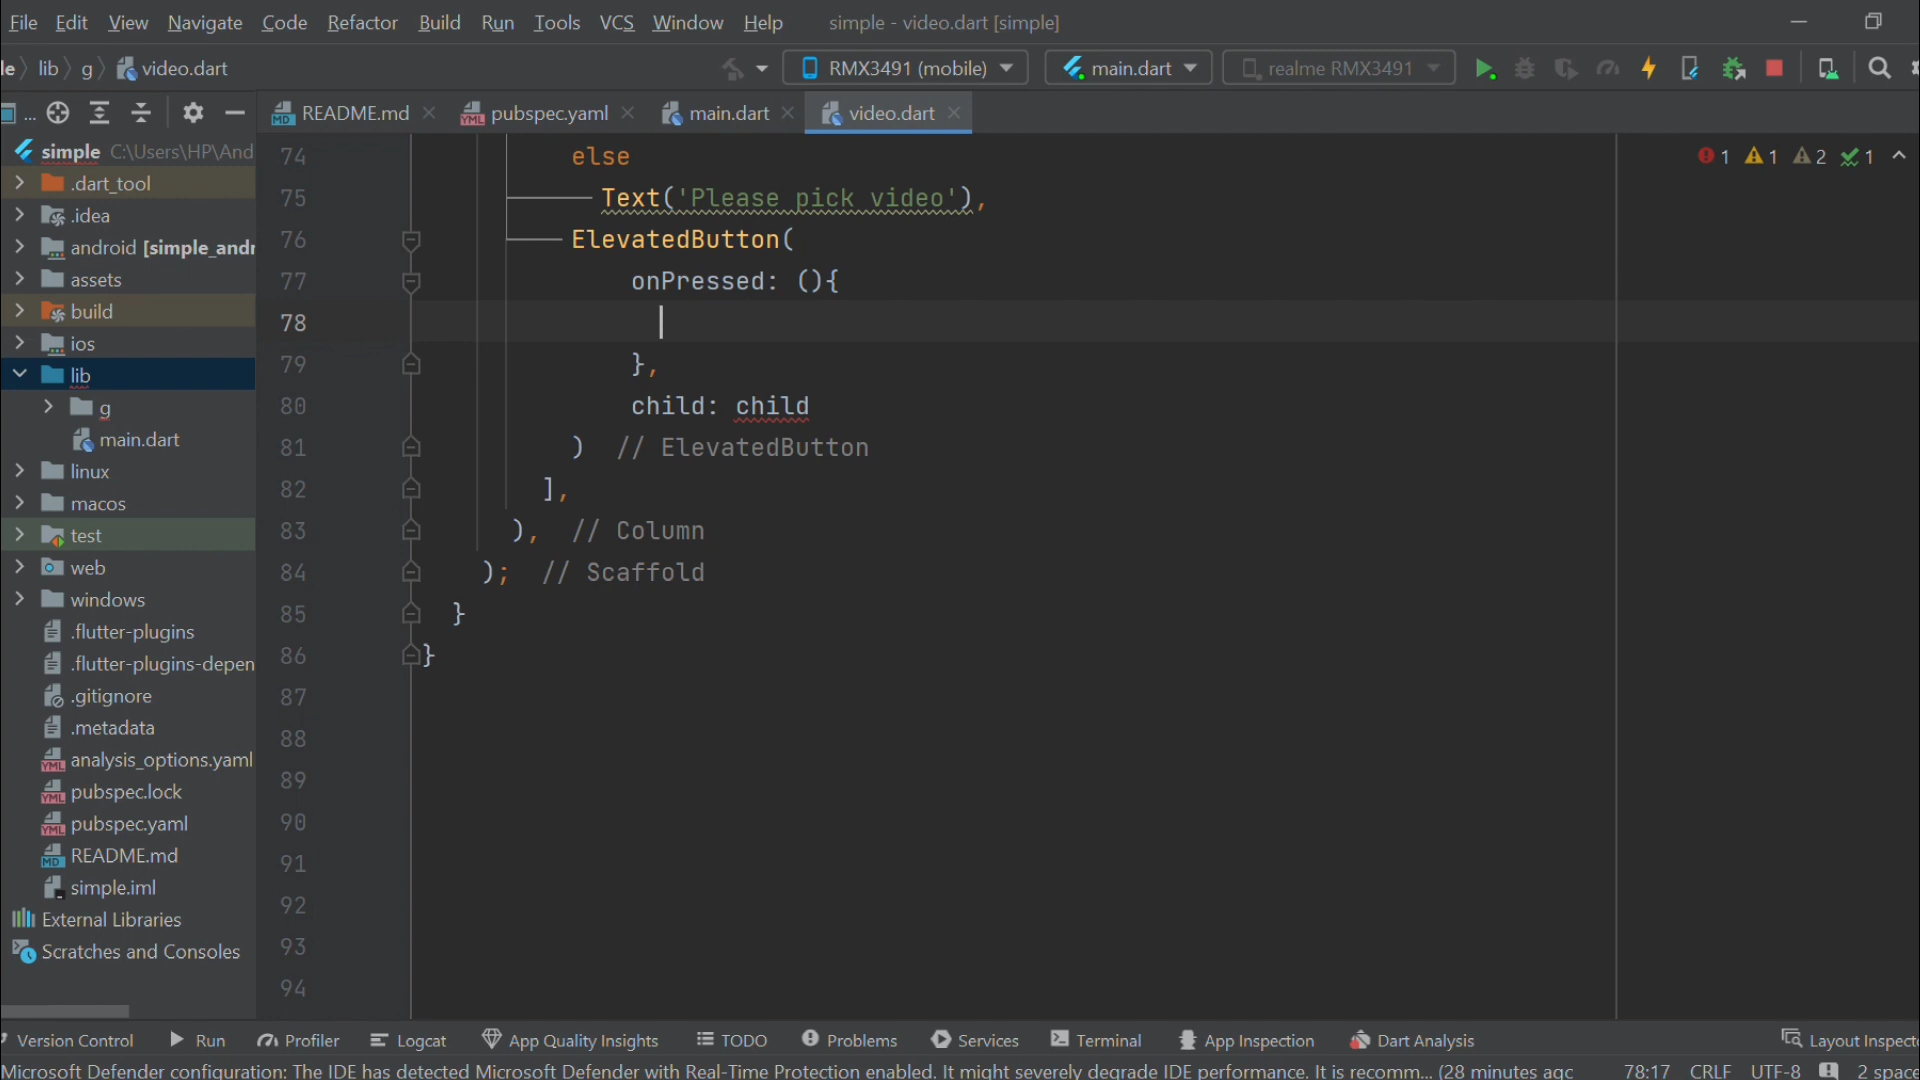 File Edit View Navigate Code Refactor Build Run Tools VCS Window Help simple - video.dart [simple]
le lib g video.dart RMX3491 (mobile) main.dart realme RMX3491
... README.md pubspec.yaml main.dart video.dart
simple C:\Users\HP\And
.dart_tool
.idea
android [simple_andr
assets
build
ios
lib
g
main.dart
linux
macos
test
web
windows
.flutter-plugins
.flutter-plugins-depen
.gitignore
.metadata
analysis_options.yaml
pubspec.lock
pubspec.yaml
README.md
simple.iml
External Libraries
Scratches and Consoles
1 1 2 1
74 else
75 Text('Please pick video'),
76 ElevatedButton(
77 onPressed: (){
78
79 },
80 child: child
81 ) // ElevatedButton
82 ],
83 ), // Column
84 ); // Scaffold
85 }
86 }
87
88
89
90
91
92
93
94
Version Control Run Profiler Logcat App Quality Insights TODO Problems Services Terminal App Inspection Dart Analysis Layout Inspecto
Microsoft Defender configuration: The IDE has detected Microsoft Defender with Real-Time Protection enabled. It might severely degrade IDE performance. It is recomm... (28 minutes ago 78:17 CRLF UTF-8 2 space